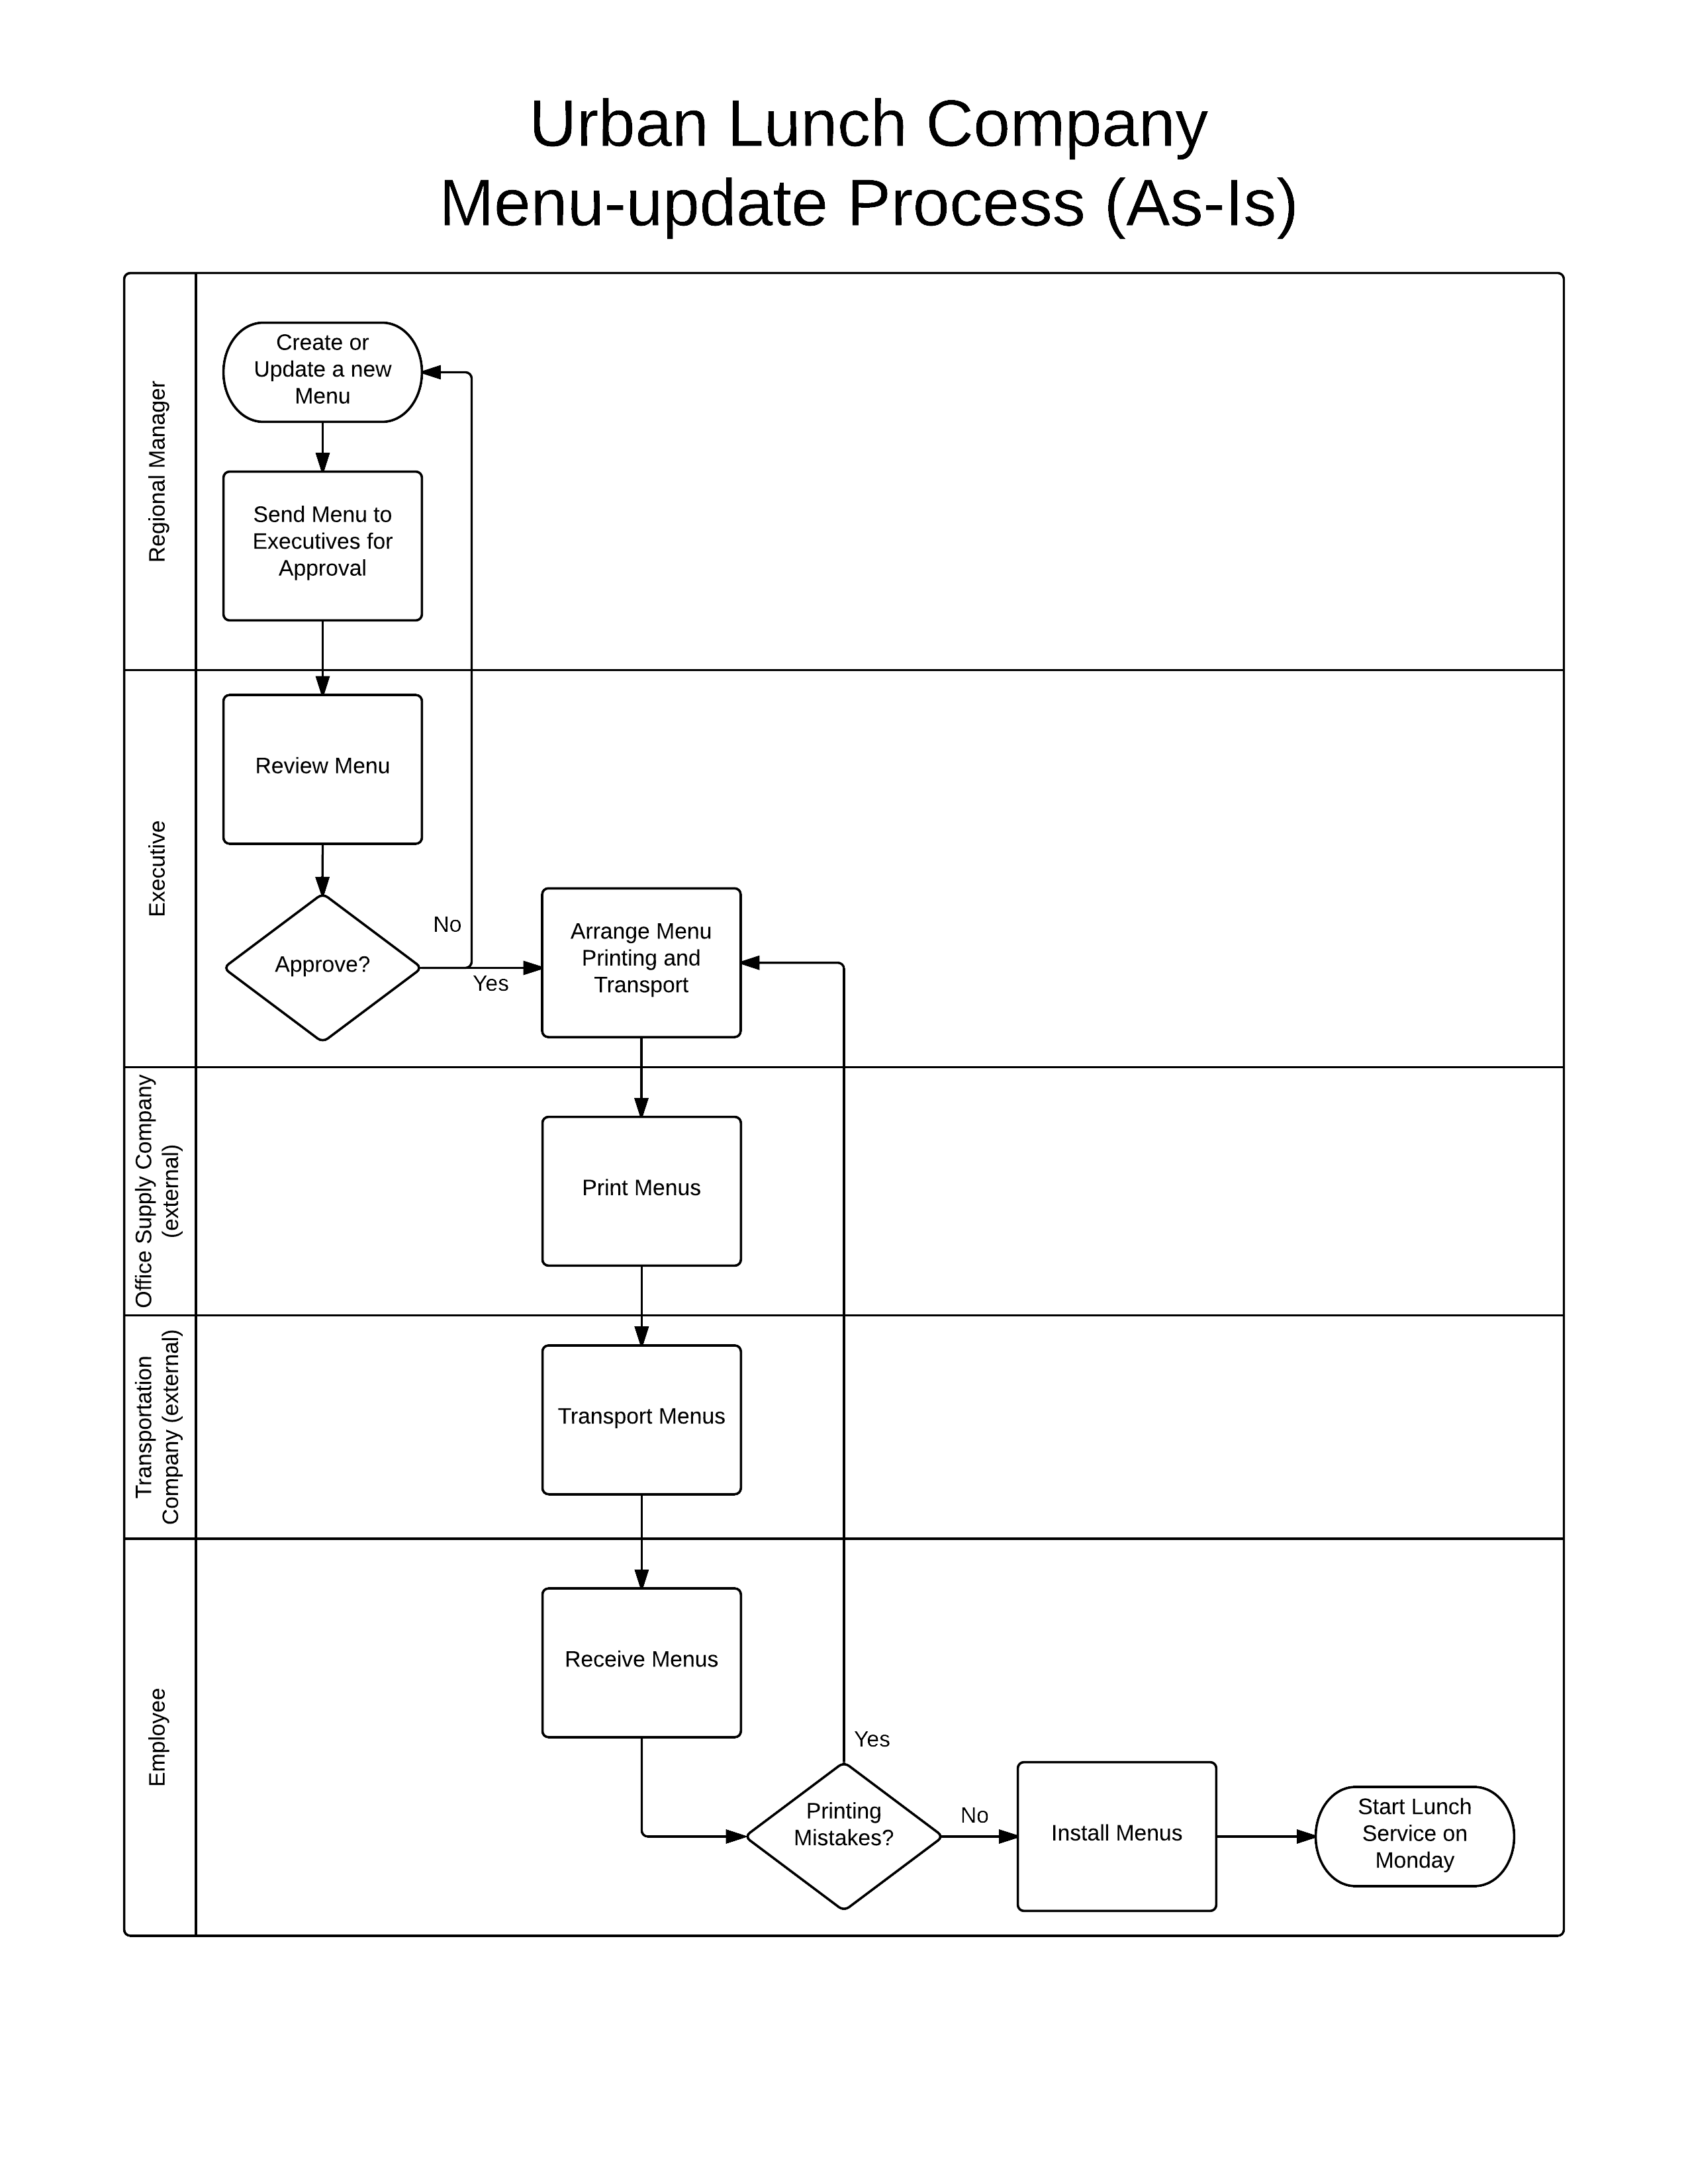 Urban Lunch Company
Menu-update Process (As-Is)
Regional Manager
Create or
Update a new
Menu
Send Menu to
Executives for
Approval
Executive
Review Menu
Approve?
No
Yes
Arrange Menu
Printing and
Transport
Office Supply Company
(external)
Print Menus
Transportation
Company (external)
Transport Menus
Employee
Receive Menus
Printing
Mistakes?
Yes
No
Install Menus
Start Lunch
Service on
Monday